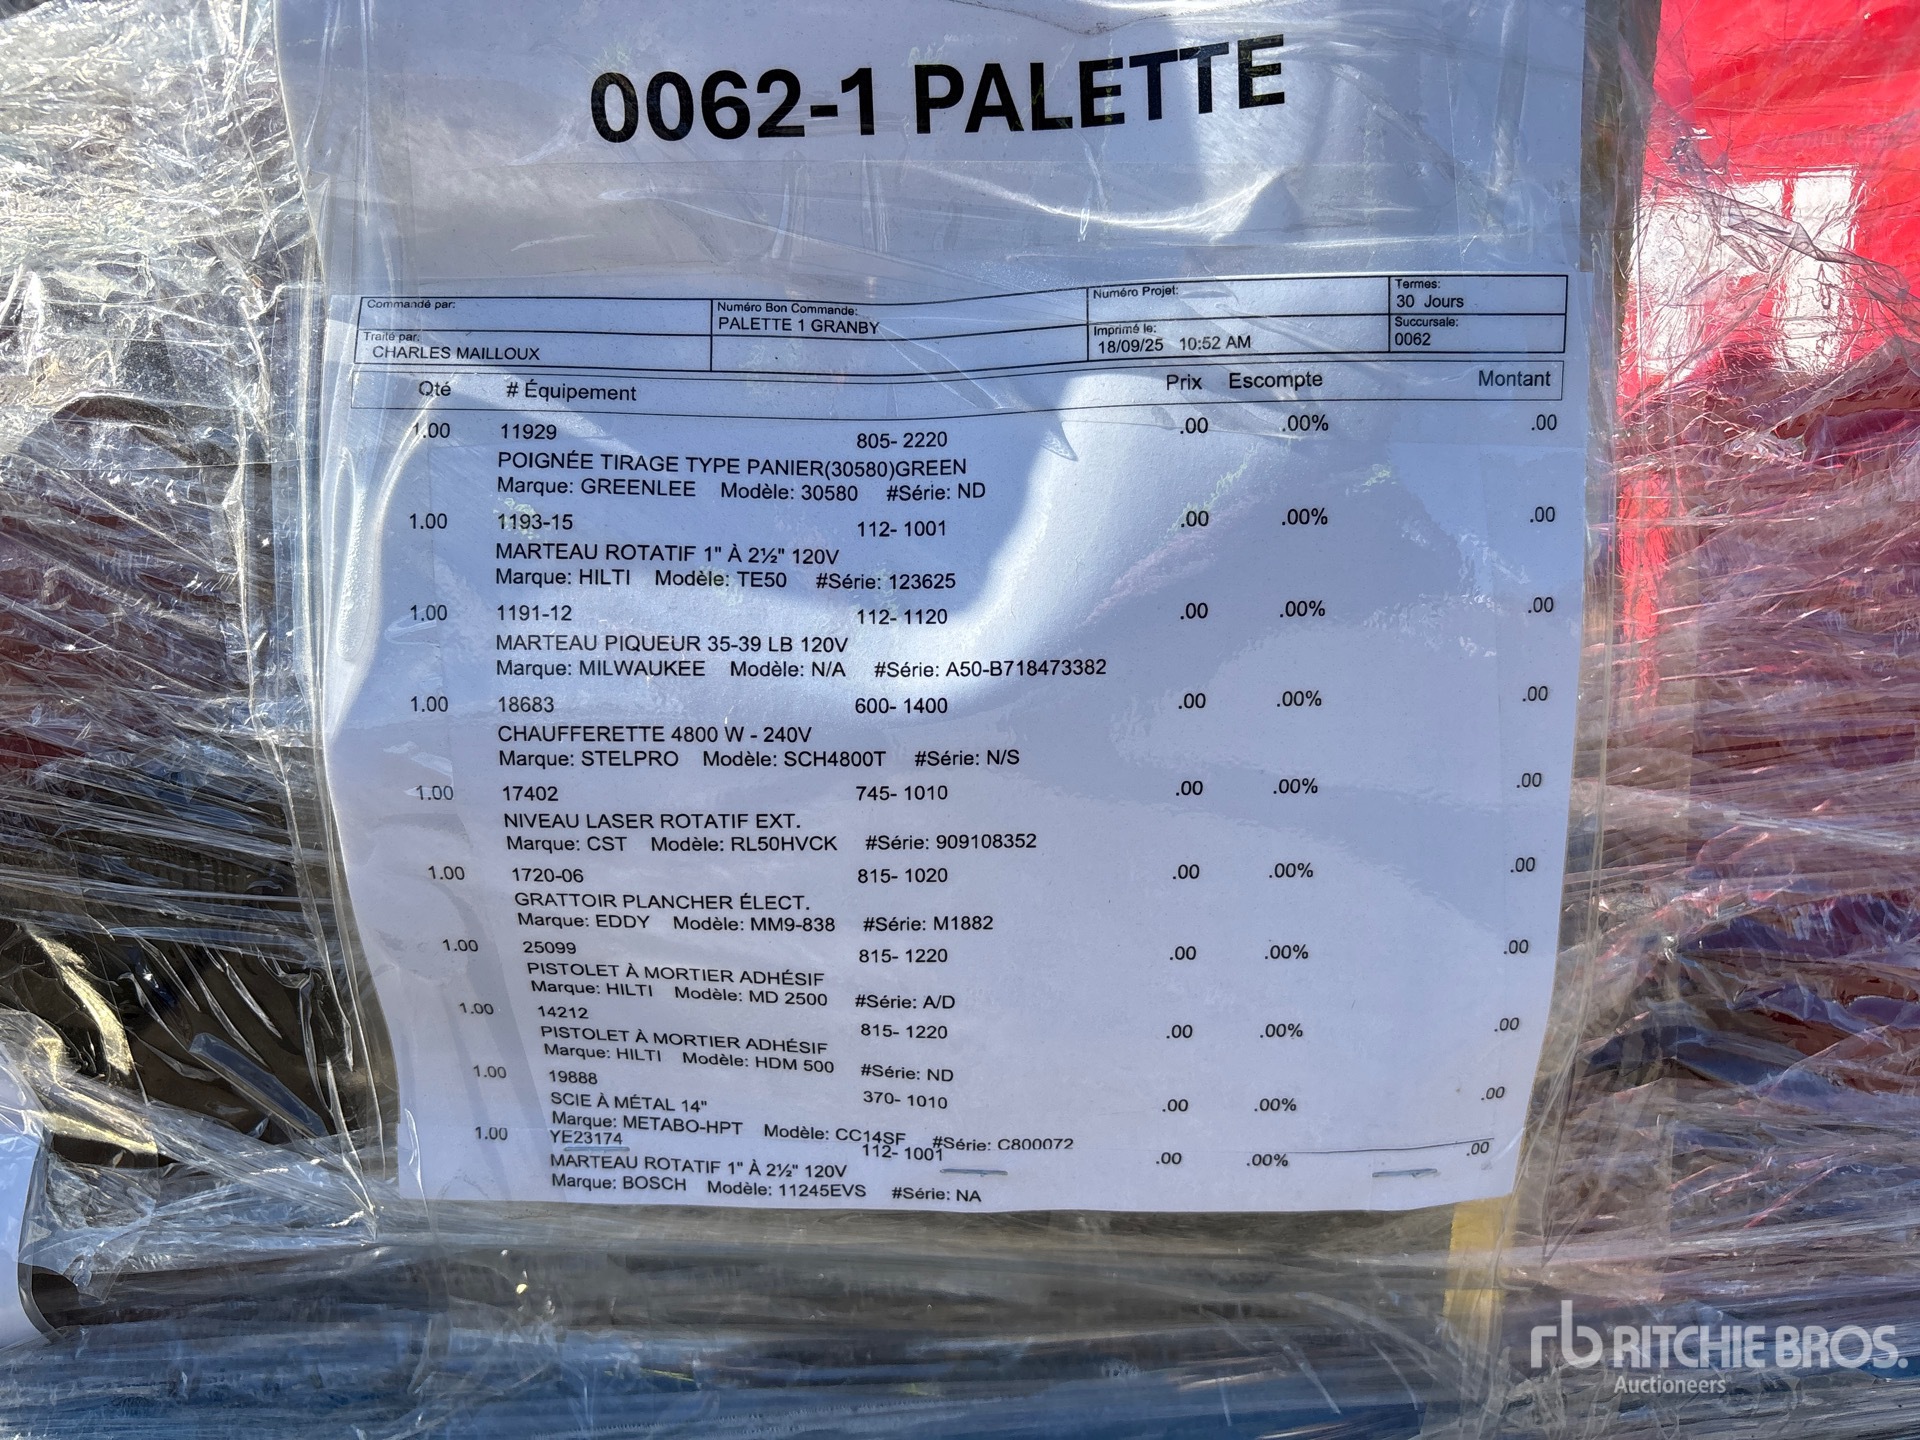 0062-1 PALETTE
Commandé par:
Numéro Bon Commande:
PALETTE 1 GRANBY
Numéro Projet:
Termes:
30 Jours
Traité par:
CHARLES MAILLOUX
Imprimé le:
18/09/25 10:52 AM
Succursale:
0062
Qté # Équipement Prix Escompte Montant
1.00 11929 805- 2220 .00 .00% .00
POIGNÉE TIRAGE TYPE PANIER(30580)GREEN
Marque: GREENLEE Modèle: 30580 #Série: ND
1.00 1193-15 112- 1001 .00 .00% .00
MARTEAU ROTATIF 1" À 2½" 120V
Marque: HILTI Modèle: TE50 #Série: 123625
1.00 1191-12 112- 1120 .00 .00% .00
MARTEAU PIQUEUR 35-39 LB 120V
Marque: MILWAUKEE Modèle: N/A #Série: A50-B718473382
1.00 18683 600- 1400 .00 .00% .00
CHAUFFERETTE 4800 W - 240V
Marque: STELPRO Modèle: SCH4800T #Série: N/S
1.00 17402 745- 1010 .00 .00% .00
NIVEAU LASER ROTATIF EXT.
Marque: CST Modèle: RL50HVCK #Série: 909108352
1.00 1720-06 815- 1020 .00 .00% .00
GRATTOIR PLANCHER ÉLECT.
Marque: EDDY Modèle: MM9-838 #Série: M1882
1.00 25099 815- 1220 .00 .00% .00
PISTOLET À MORTIER ADHÉSIF
Marque: HILTI Modèle: MD 2500 #Série: A/D
1.00 14212 815- 1220 .00 .00% .00
PISTOLET À MORTIER ADHÉSIF
Marque: HILTI Modèle: HDM 500 #Série: ND
1.00 19888 370- 1010 .00 .00% .00
SCIE À MÉTAL 14"
Marque: METABO-HPT Modèle: CC14SF #Série: C800072
1.00 YE23174 112- 1001 .00 .00% .00
MARTEAU ROTATIF 1" À 2½" 120V
Marque: BOSCH Modèle: 11245EVS #Série: NA
rb RITCHIE BROS.
Auctioneers